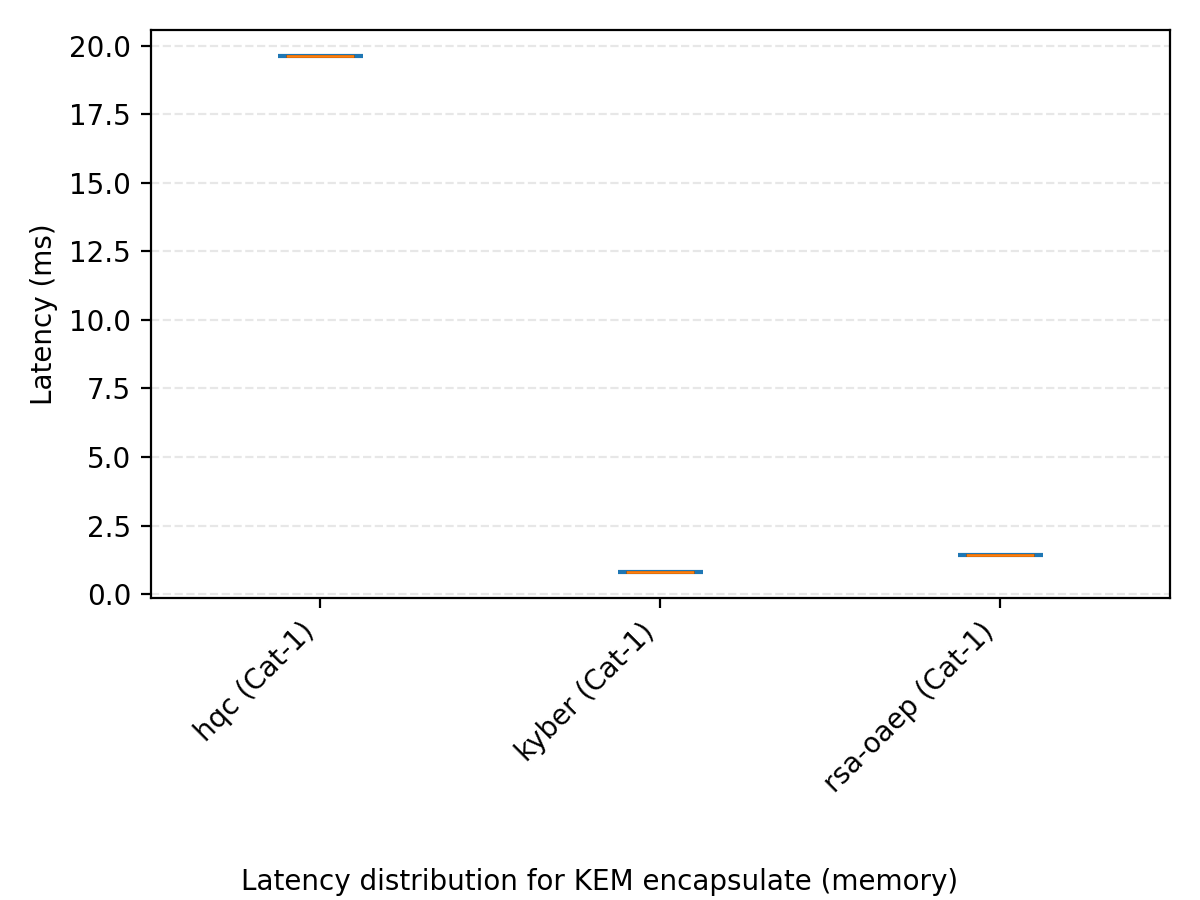 20.0
17.5
15.0
12.5
10.0
7.5
5.0
2.5
0.0
Latency (ms)
hqc (Cat-1)
kyber (Cat-1)
rsa-oaep (Cat-1)
Latency distribution for KEM encapsulate (memory)